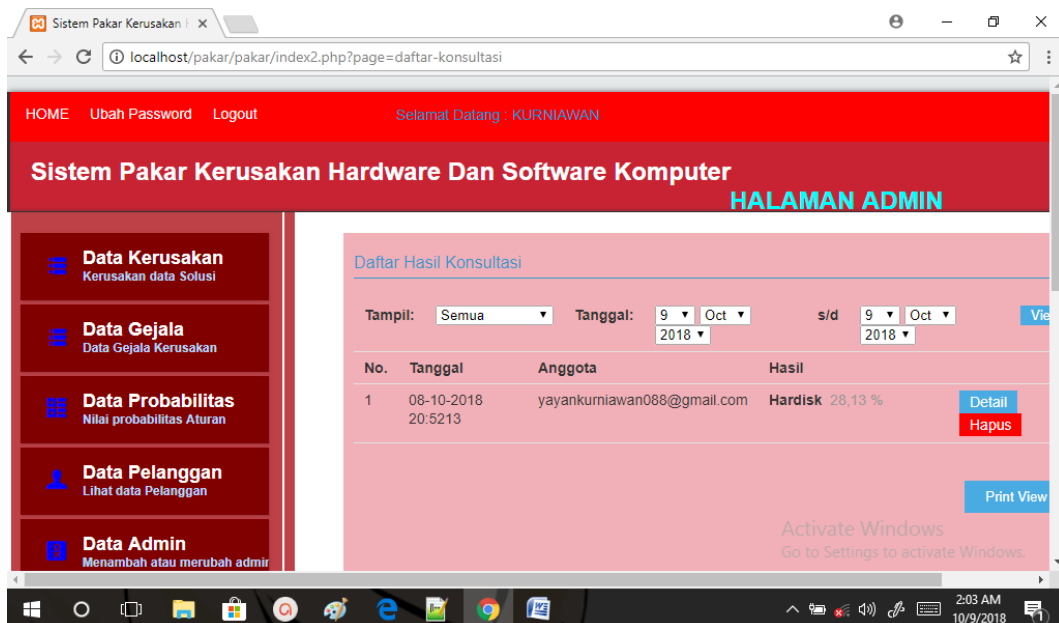 Sistem Pakar Kerusakan H
localhost/pakar/pakar/index2.php?page=daftar-konsultasi
HOME Ubah Password Logout Selamat Datang : KURNIAWAN
Sistem Pakar Kerusakan Hardware Dan Software Komputer
HALAMAN ADMIN
Data Kerusakan
Kerusakan data Solusi
Data Gejala
Data Gejala Kerusakan
Data Probabilitas
Nilai probabilitas Aturan
Data Pelanggan
Lihat data Pelanggan
Data Admin
Menambah atau merubah admin
Daftar Hasil Konsultasi
Tampil: Semua Tanggal: 9 Oct s/d 9 Oct Vie
2018 2018
No. Tanggal Anggota Hasil
1 08-10-2018 yayankurniawan088@gmail.com Hardisk 28,13 % Detail
20:5213 Hapus
Print View
Activate Windows
Go to Settings to activate Windows.
2:03 AM
10/9/2018
1